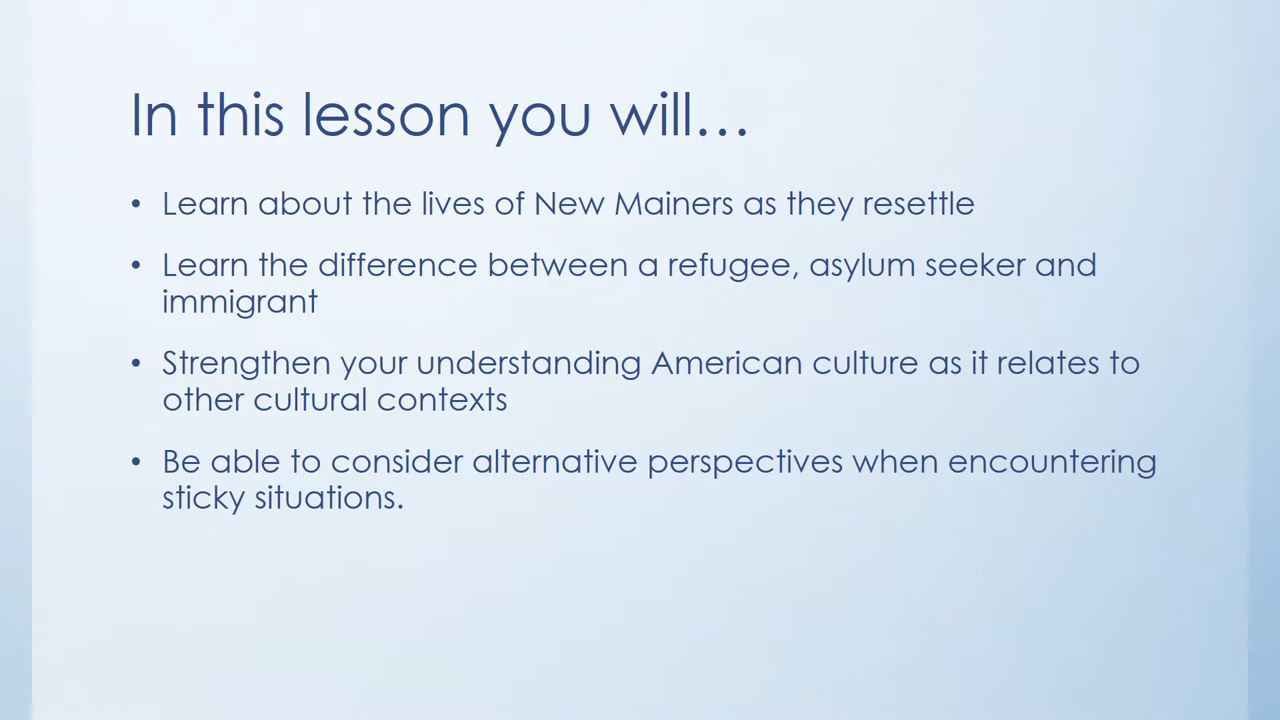 In this lesson you will…
• Learn about the lives of New Mainers as they resettle
• Learn the difference between a refugee, asylum seeker and
immigrant
• Strengthen your understanding American culture as it relates to
other cultural contexts
• Be able to consider alternative perspectives when encountering
sticky situations.